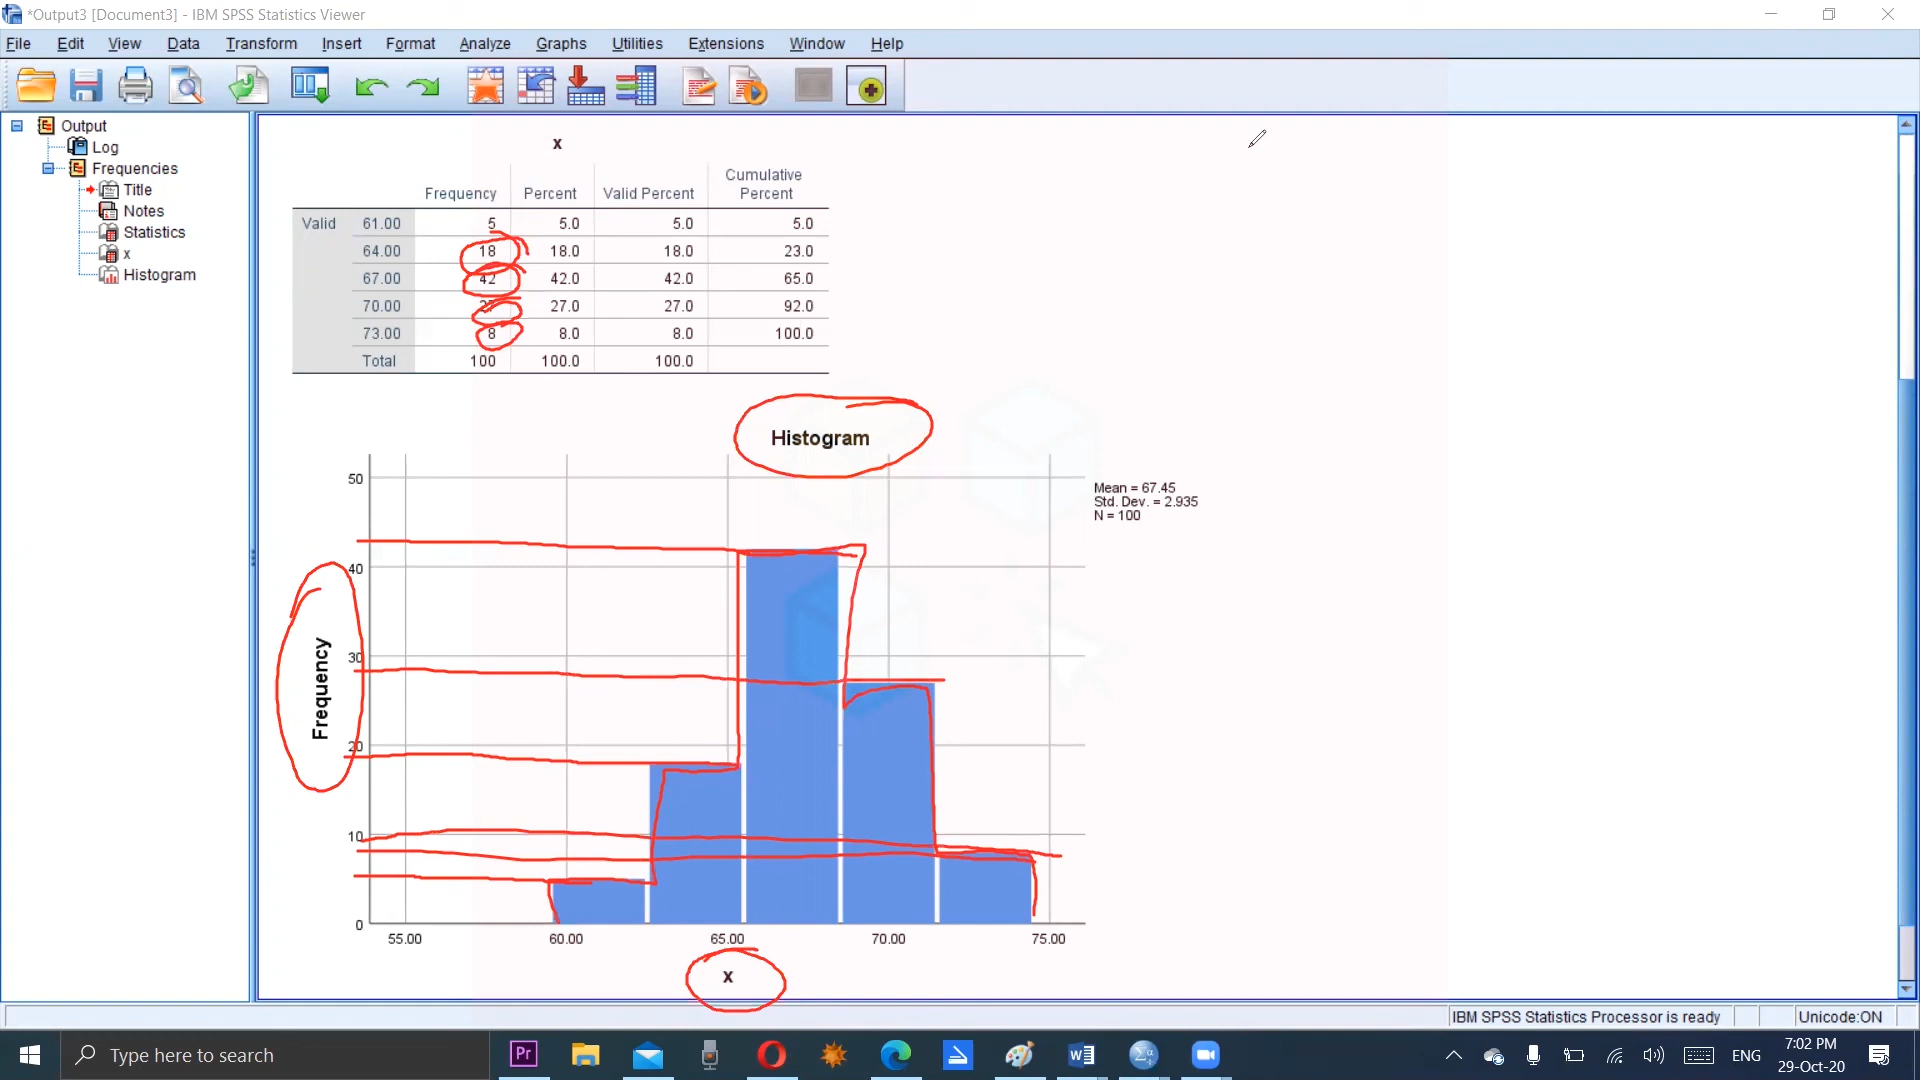 *Output3 [Document3] - IBM SPSS Statistics Viewer
File Edit View Data Transform Insert Format Analyze Graphs Utilities Extensions Window Help
Output
Log
Frequencies
Title
Notes
Statistics
x
Histogram
x
Frequency Percent Valid Percent Cumulative Percent
Valid 61.00 5 5.0 5.0 5.0
64.00 18 18.0 18.0 23.0
67.00 42 42.0 42.0 65.0
70.00 27 27.0 27.0 92.0
73.00 8 8.0 8.0 100.0
Total 100 100.0 100.0
Histogram
50
40
30
20
10
0
Frequency
Mean = 67.45
Std. Dev. = 2.935
N = 100
55.00 60.00 65.00 70.00 75.00
x
IBM SPSS Statistics Processor is ready Unicode:ON
Type here to search
Pr
ENG
7:02 PM
29-Oct-20